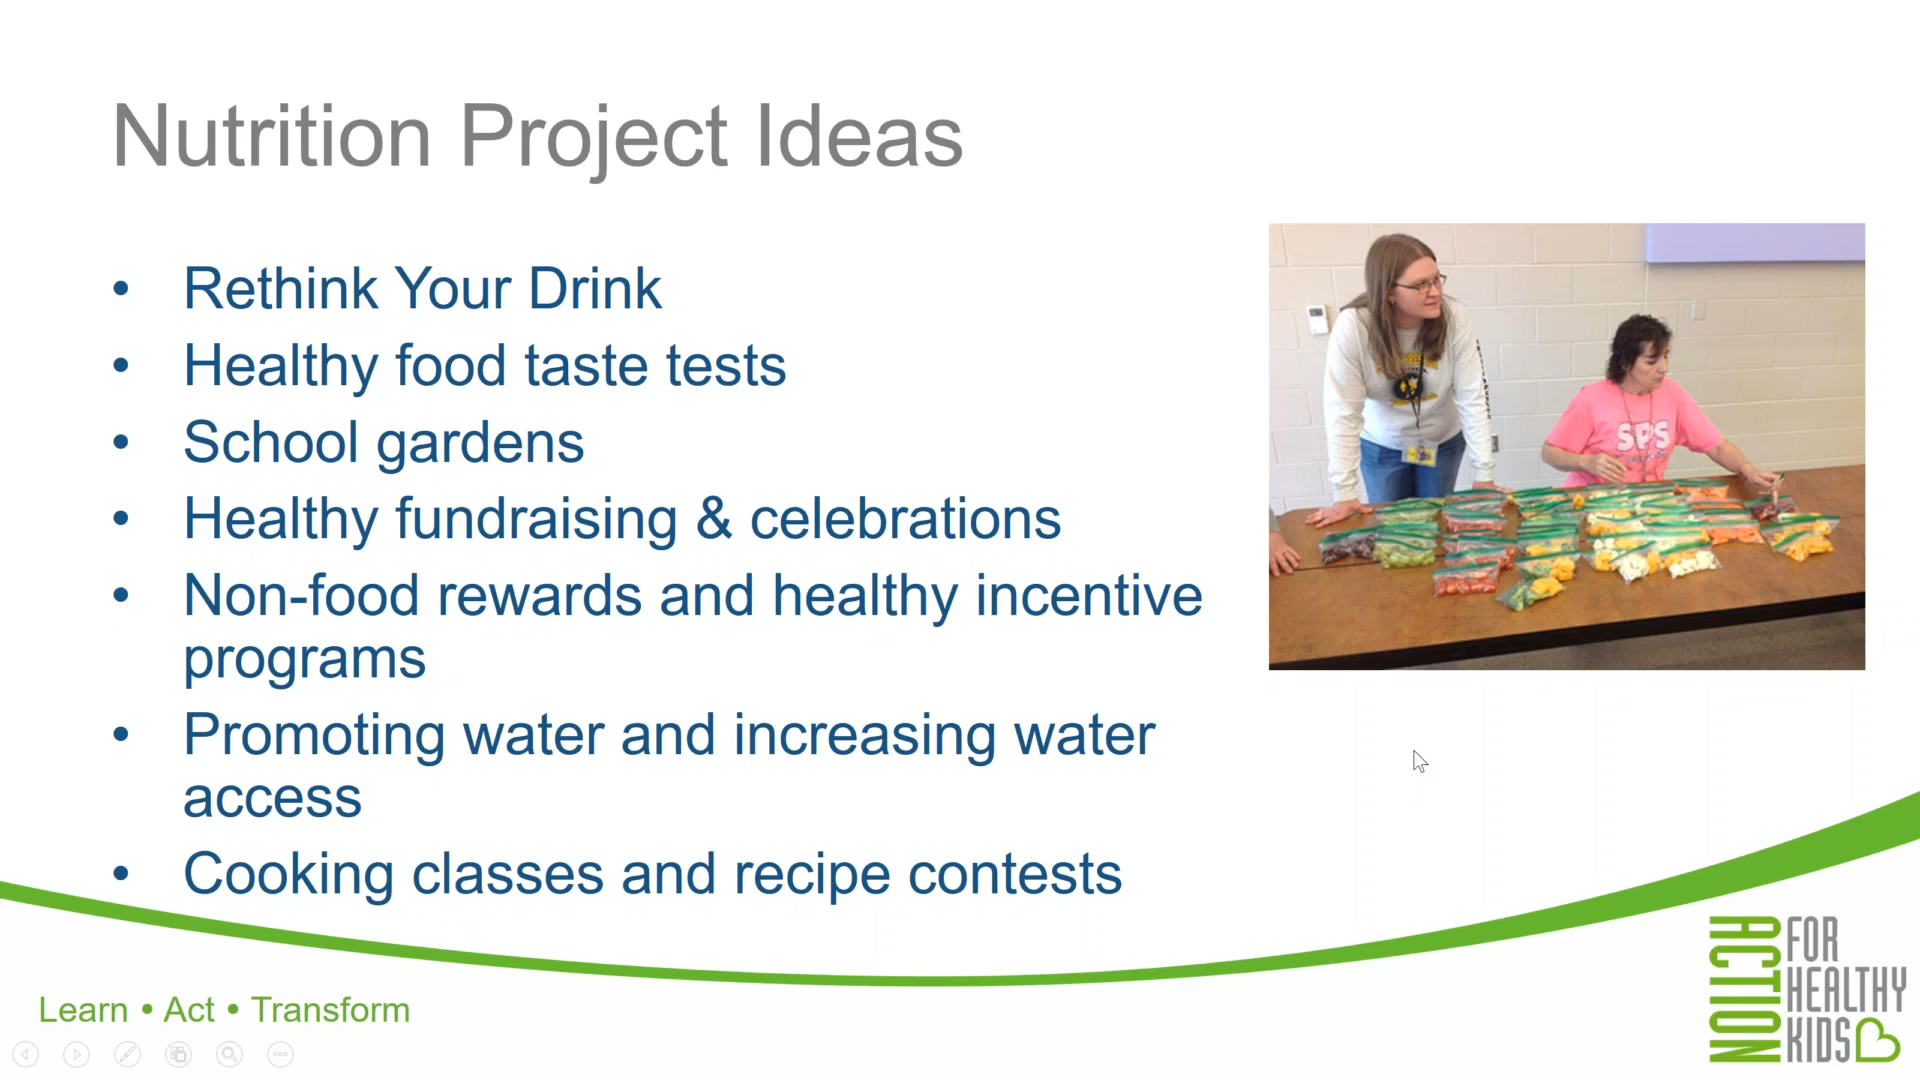 Nutrition Project Ideas
• Rethink Your Drink
• Healthy food taste tests
• School gardens
• Healthy fundraising & celebrations
• Non-food rewards and healthy incentive
programs
• Promoting water and increasing water
access
• Cooking classes and recipe contests
SPS
Learn • Act • Transform
ACTION
FOR
HEALTHY
KIDS